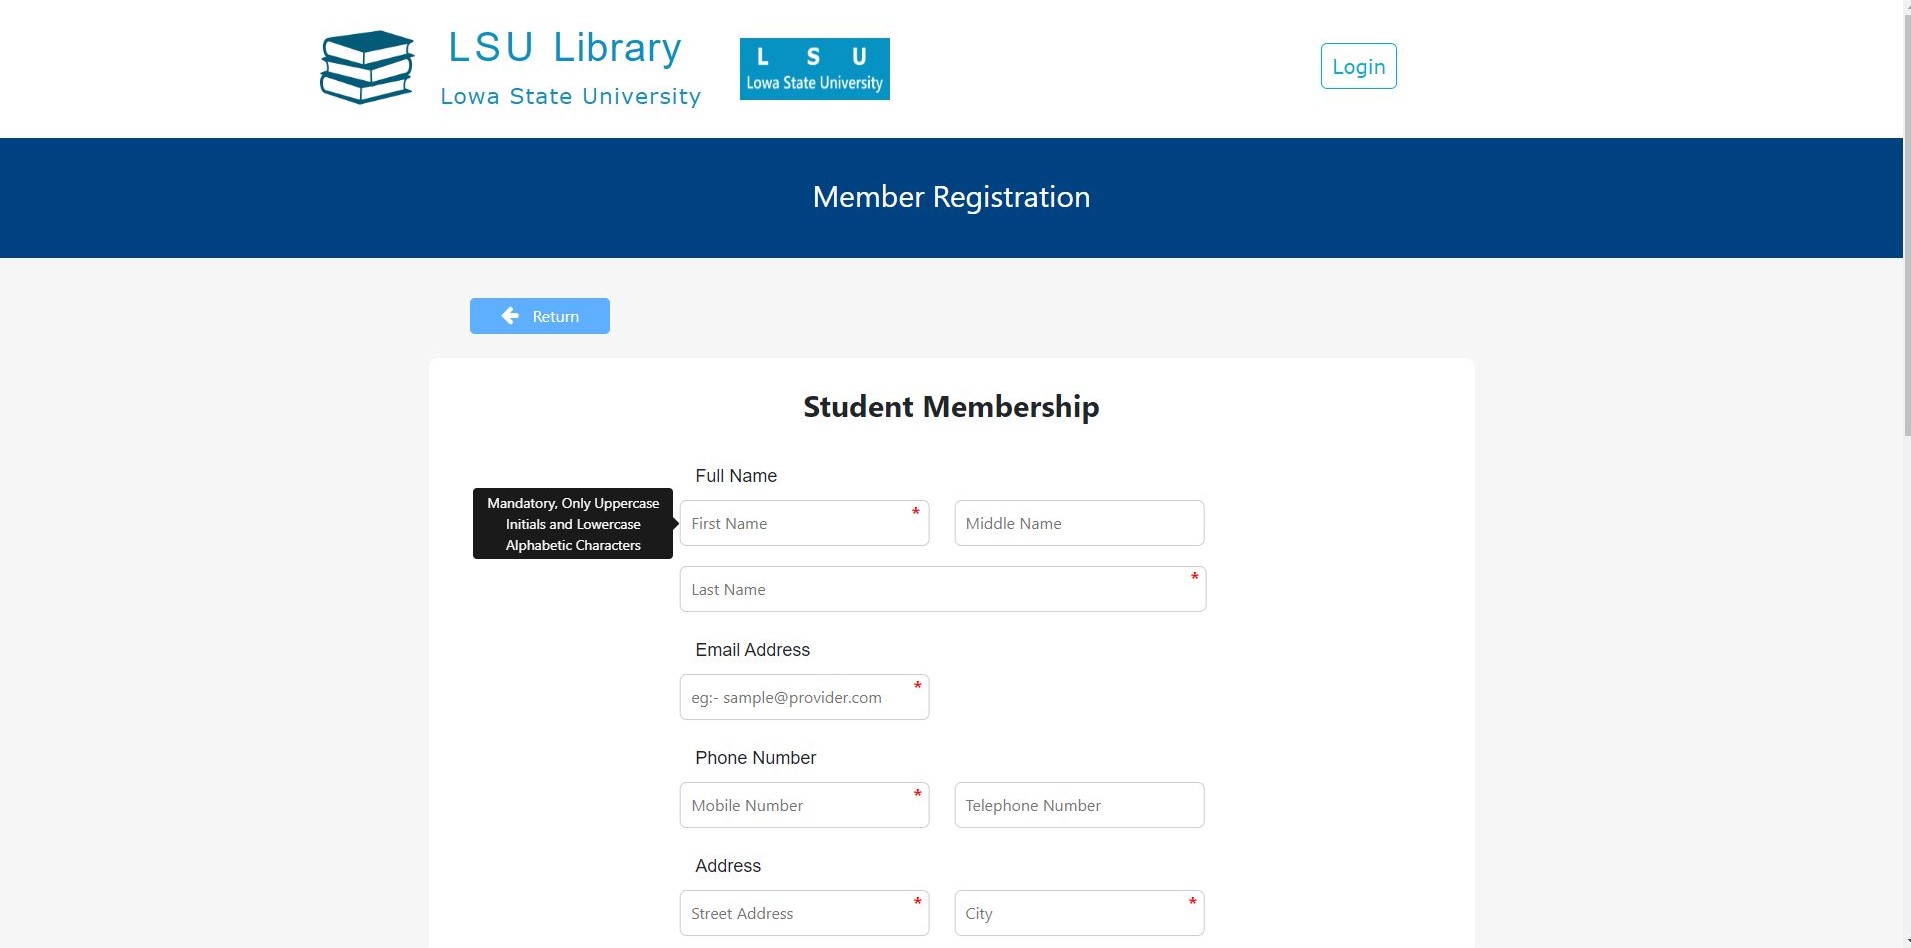 LSU Library
Lowa State University
L S U
Lowa State University
Login
Member Registration
Return
Student Membership
Full Name
Mandatory, Only Uppercase
Initials and Lowercase
Alphabetic Characters
First Name *
Middle Name
Last Name *
Email Address
eg:- sample@provider.com *
Phone Number
Mobile Number *
Telephone Number
Address
Street Address *
City *